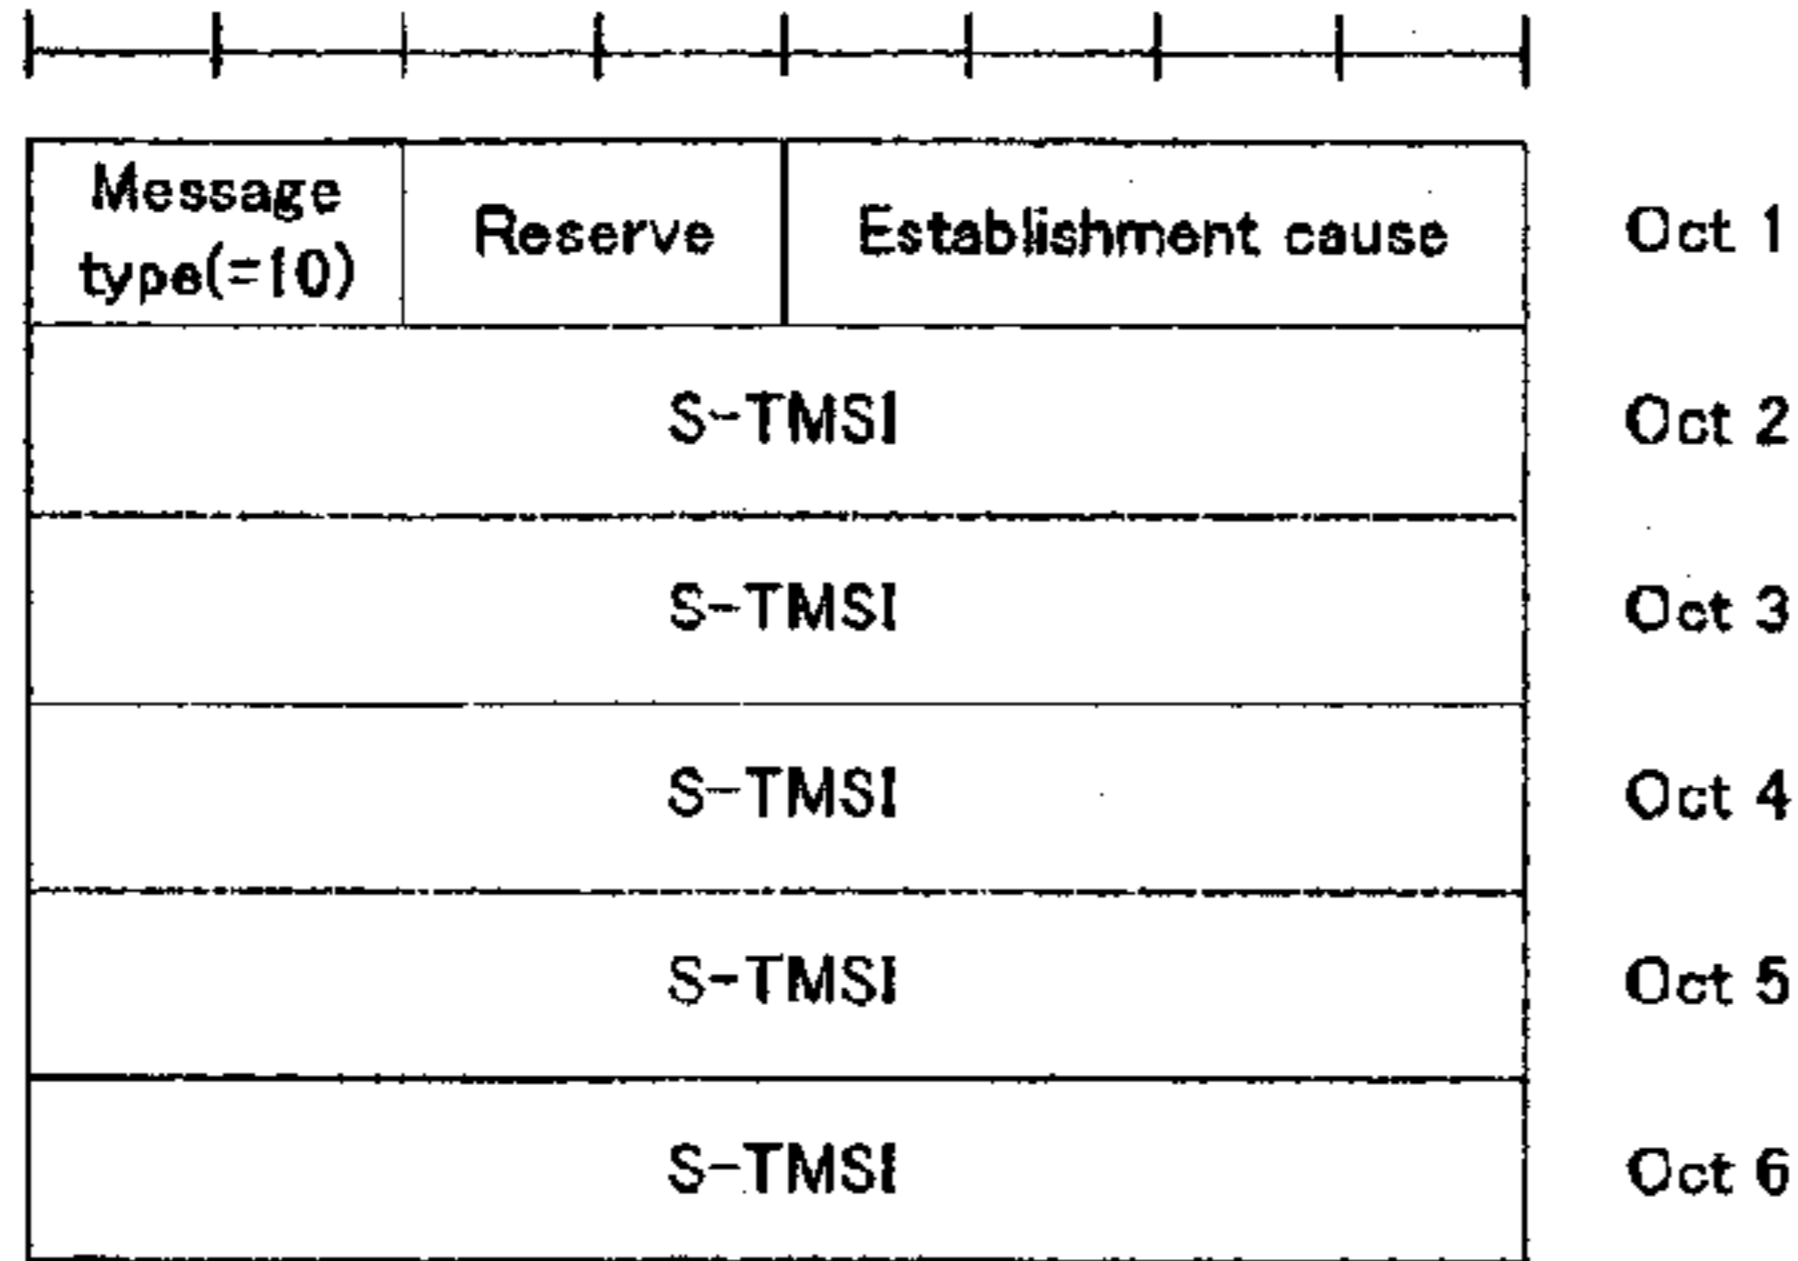 Message
type(=10)
Reserve
Establishment cause
Oct 1
S-TMSI
Oct 2
S-TMSI
Oct 3
S-TMSI
Oct 4
S-TMSI
Oct 5
S-TMSI
Oct 6